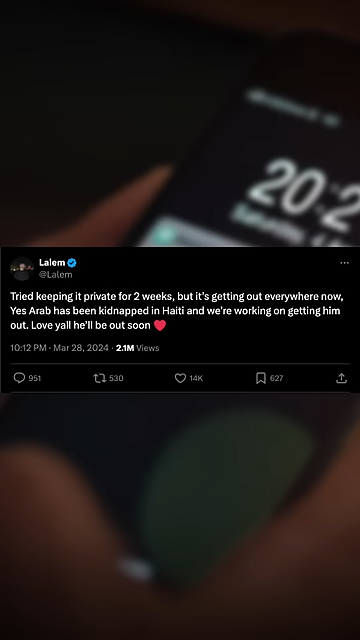 20:2
Lalem
@Lalem
Tried keeping it private for 2 weeks, but it's getting out everywhere now,
Yes Arab has been kidnapped in Haiti and we're working on getting him
out. Love yall he'll be out soon ❤️
10:12 PM · Mar 28, 2024 · 2.1M Views
951 530 14K 627